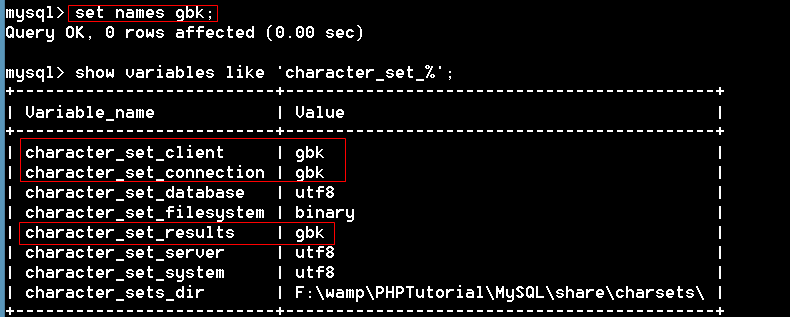 mysql> set names gbk;
Query OK, 0 rows affected (0.00 sec)
mysql> show variables like 'character_set_%';
+--------------------------+-------------------------------------------+
| Variable_name            | Value                                     |
+--------------------------+-------------------------------------------+
| character_set_client     | gbk                                       |
| character_set_connection | gbk                                       |
| character_set_database   | utf8                                      |
| character_set_filesystem | binary                                    |
| character_set_results    | gbk                                       |
| character_set_server     | utf8                                      |
| character_set_system     | utf8                                      |
| character_sets_dir       | F:\wamp\PHPTutorial\MySQL\share\charsets\ |
+--------------------------+-------------------------------------------+